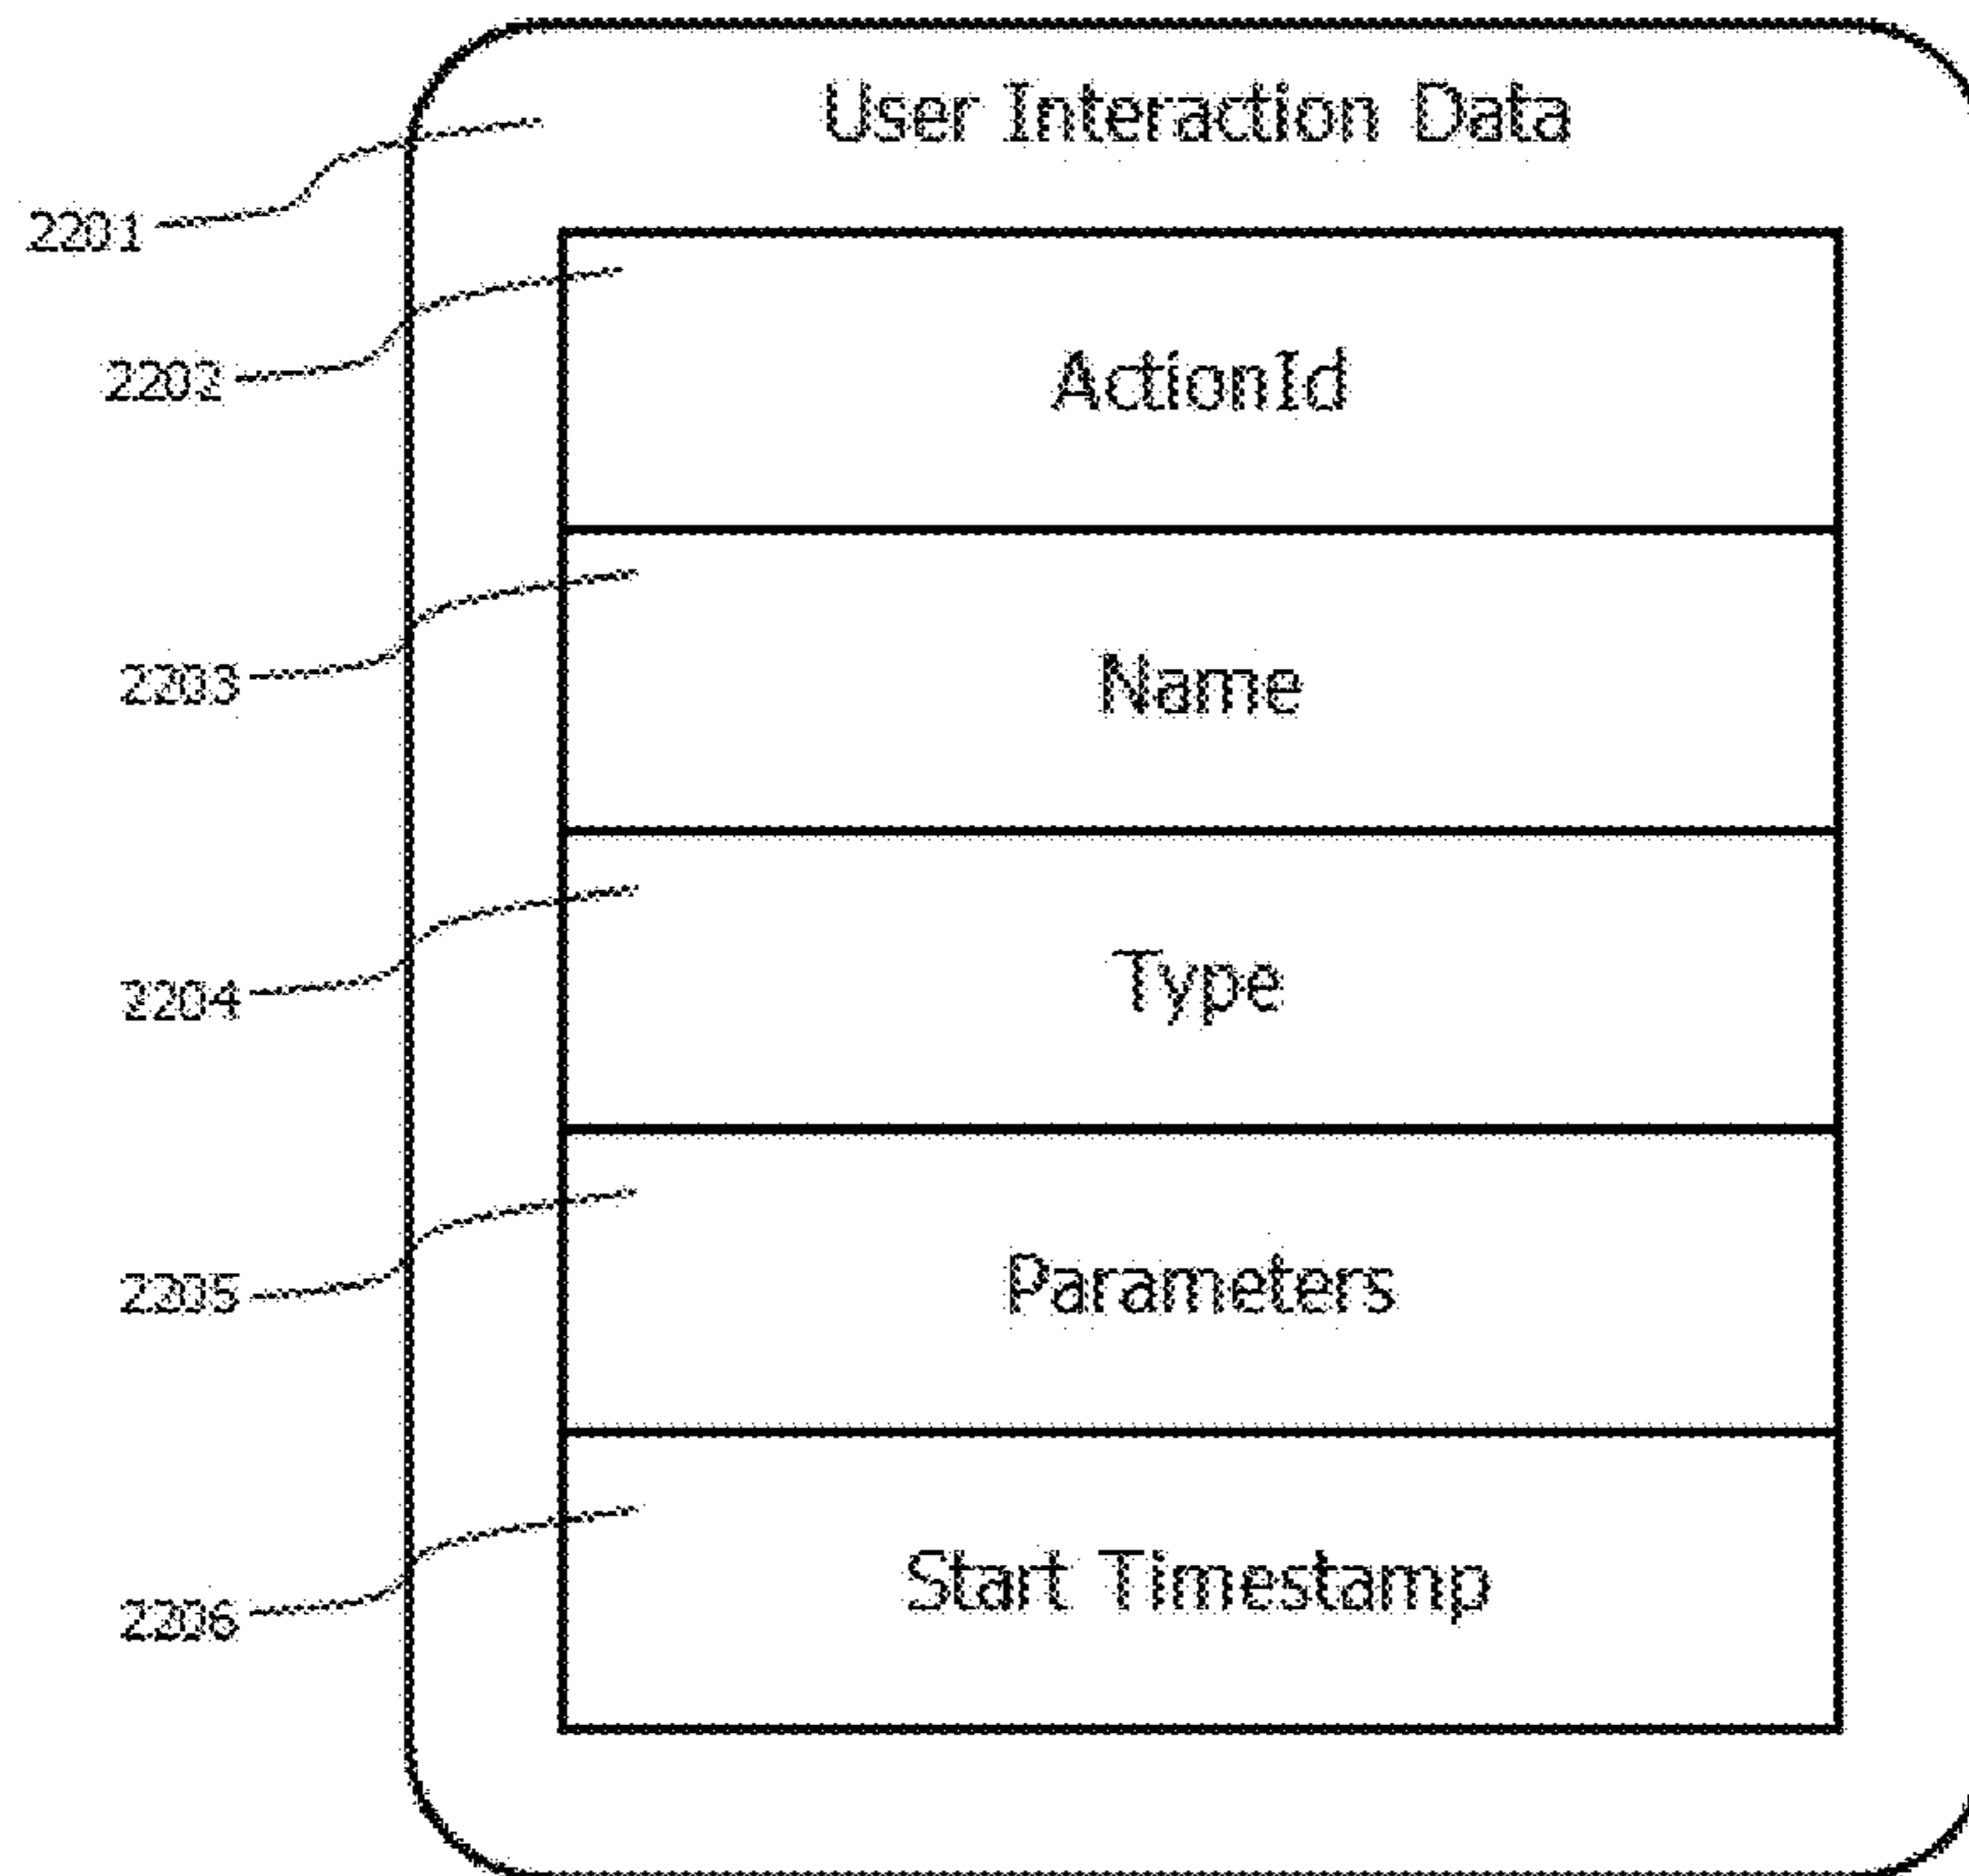 User Interaction Data
2201
2202
ActionId
2203
Name
2204
Type
2205
Parameters
2206
Start Timestamp